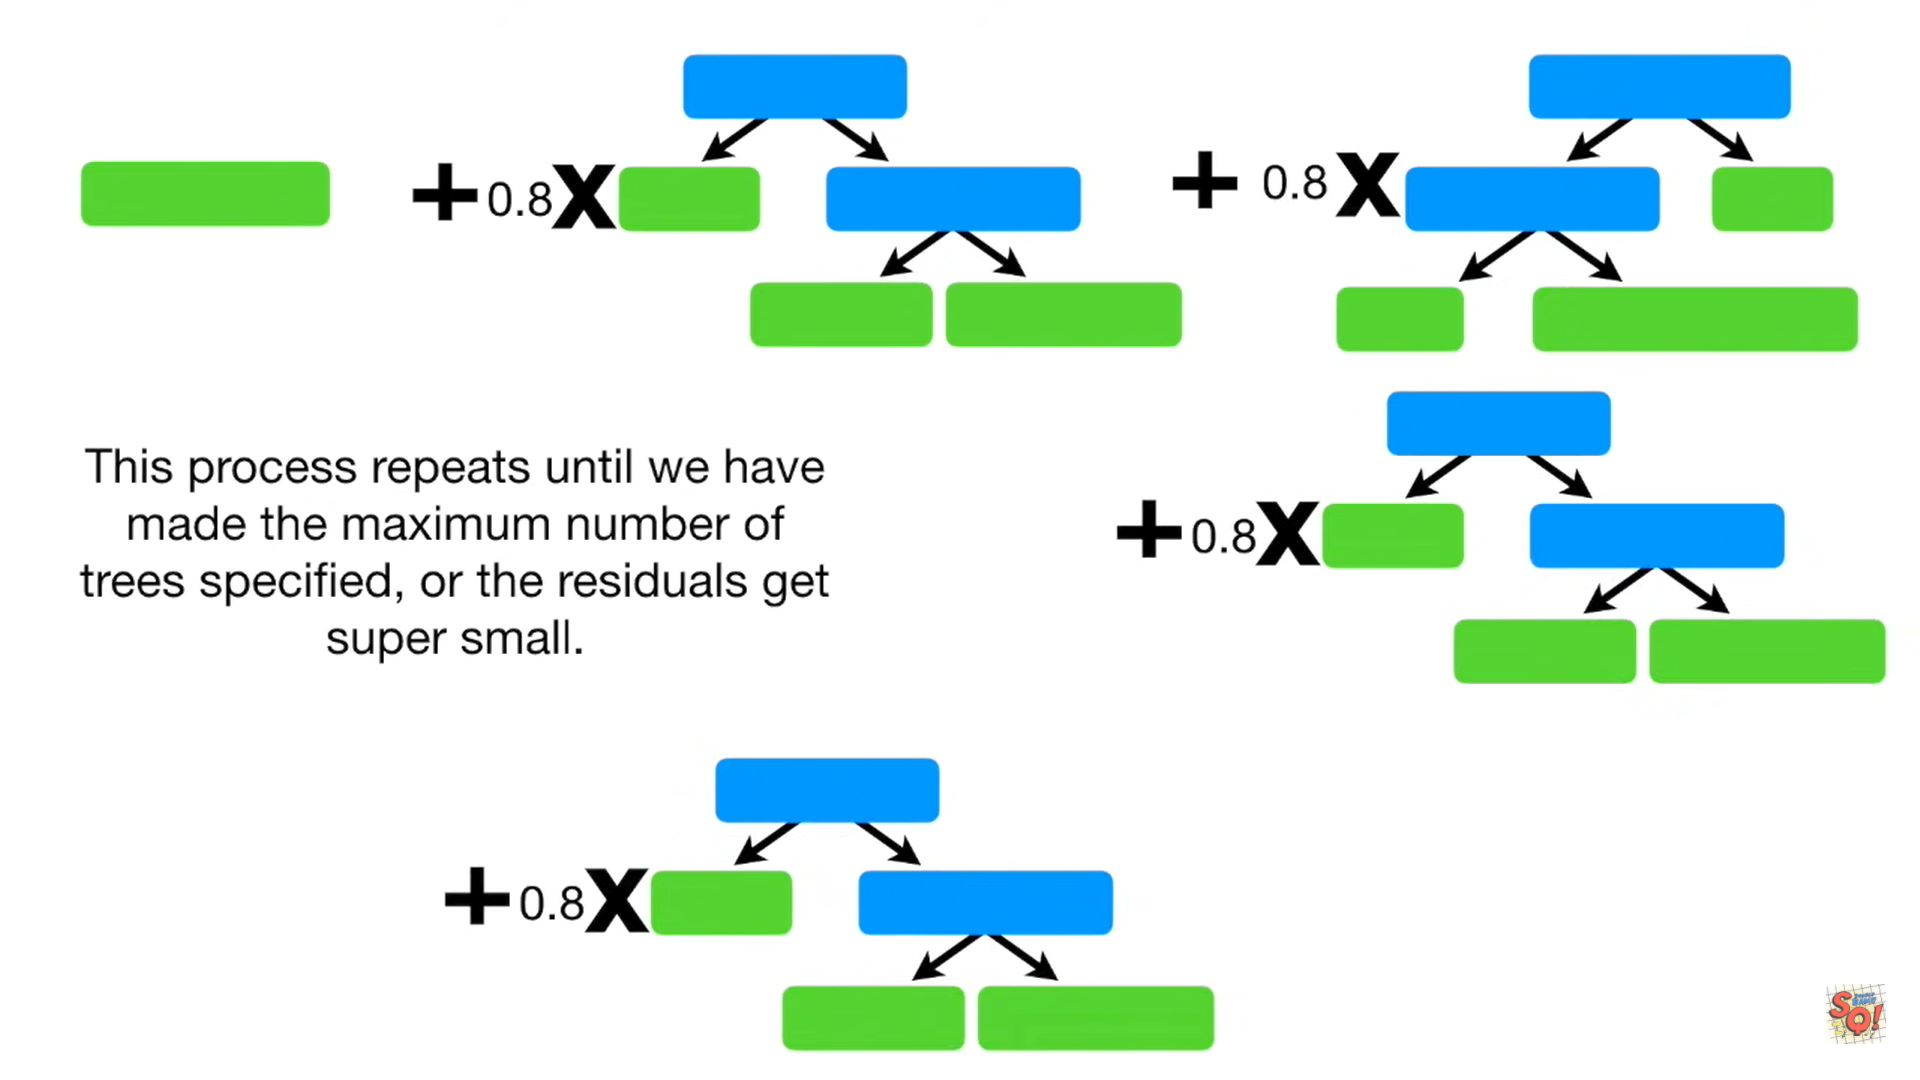 + 0.8 X
+ 0.8 X
This process repeats until we have
made the maximum number of
trees specified, or the residuals get
super small.
+ 0.8 X
+ 0.8 X
SQ!